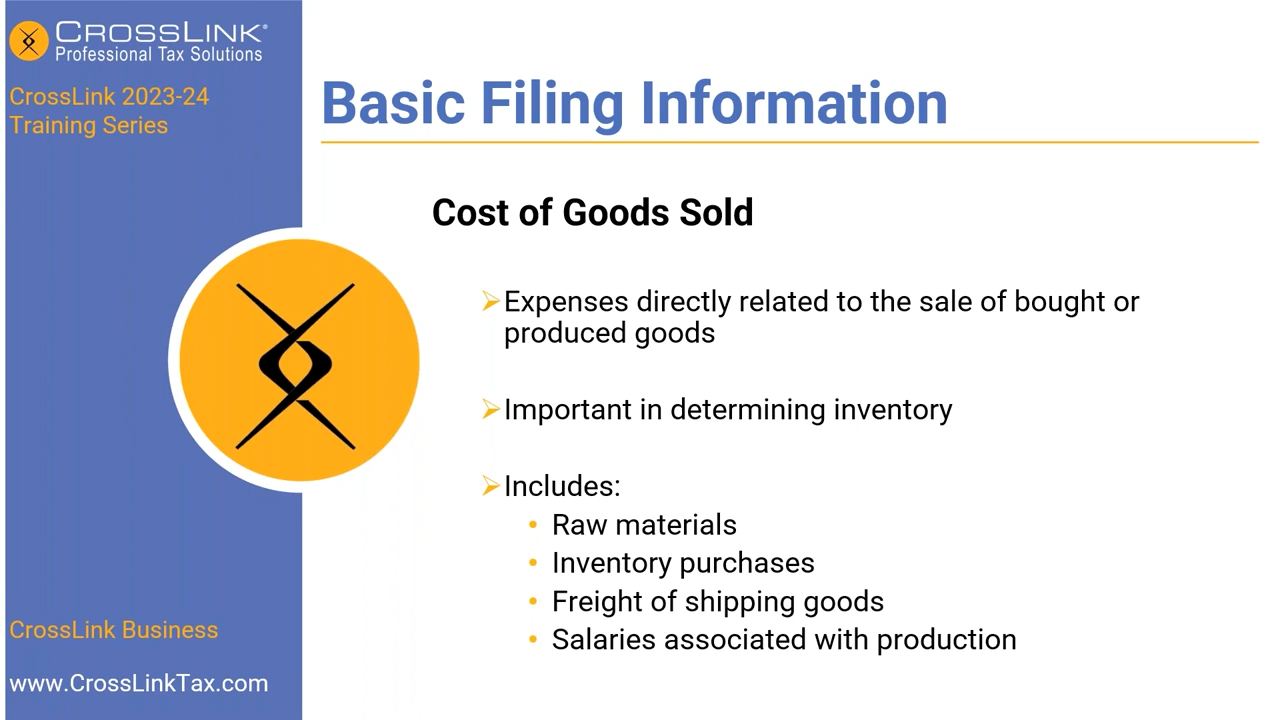 CROSSLINK®
Professional Tax Solutions
CrossLink 2023-24
Training Series
Basic Filing Information
Cost of Goods Sold
Expenses directly related to the sale of bought or
produced goods
Important in determining inventory
Includes:
• Raw materials
• Inventory purchases
• Freight of shipping goods
• Salaries associated with production
CrossLink Business
www.CrossLinkTax.com